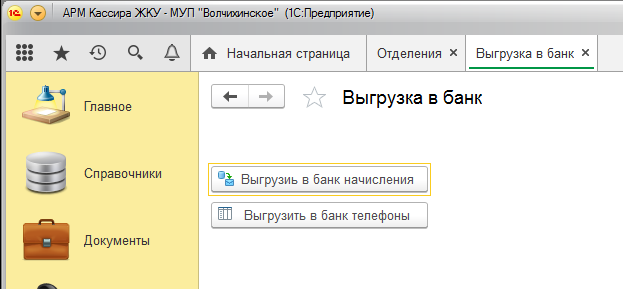 АРМ Кассира ЖКУ - МУП "Волчихинское" (1С:Предприятие)
Начальная страница
Отделения
Выгрузка в банк
Главное
Справочники
Документы
Выгрузка в банк
Выгрузиь в банк начисления
Выгрузить в банк телефоны